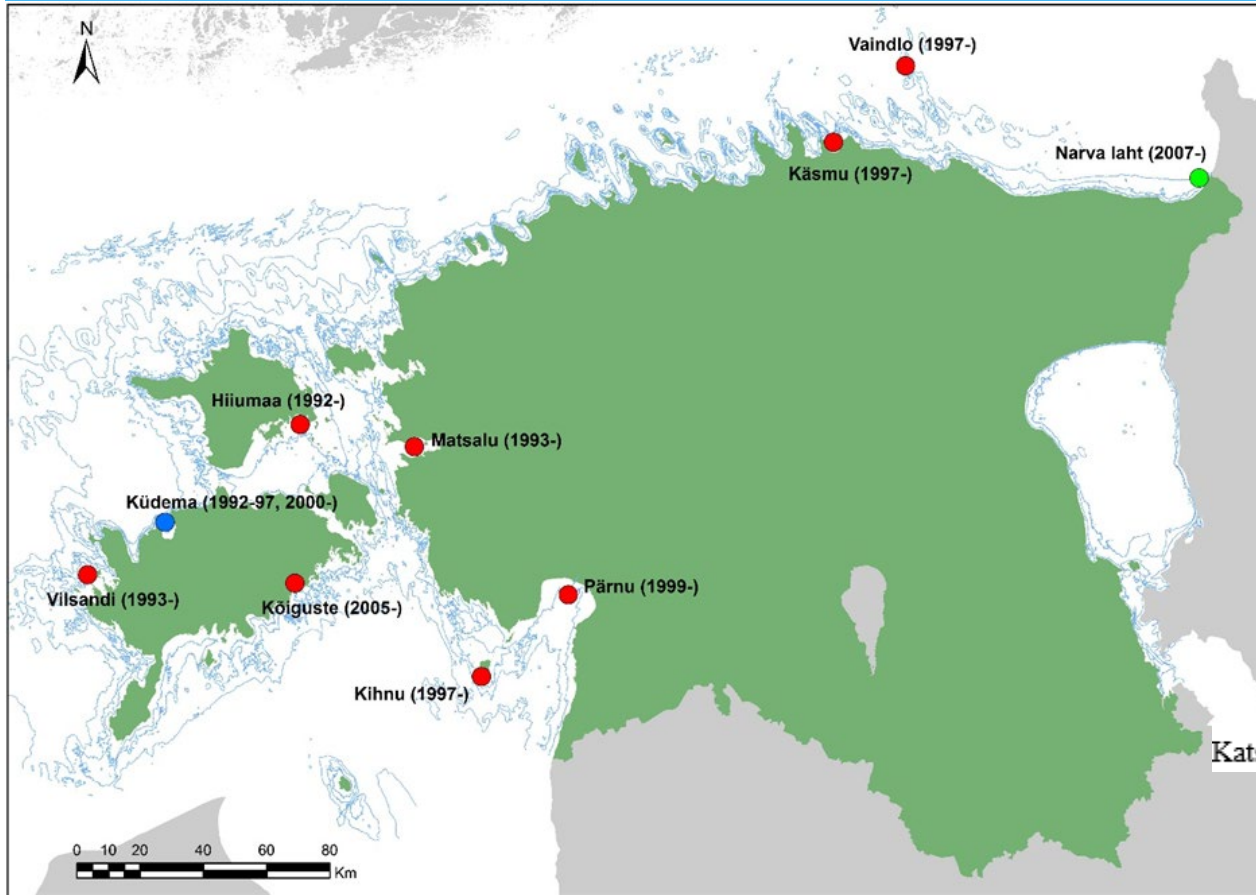 N
Vaindlo (1997-)
Käsmu (1997-)
Narva laht (2007-)
Hiiumaa (1992-)
Matsalu (1993-)
Küdema (1992-97, 2000-)
Vilsandi (1993-)
Kõiguste (2005-)
Pärnu (1999-)
Kihnu (1997-)
Kats
0 10 20 40 60 80
Km